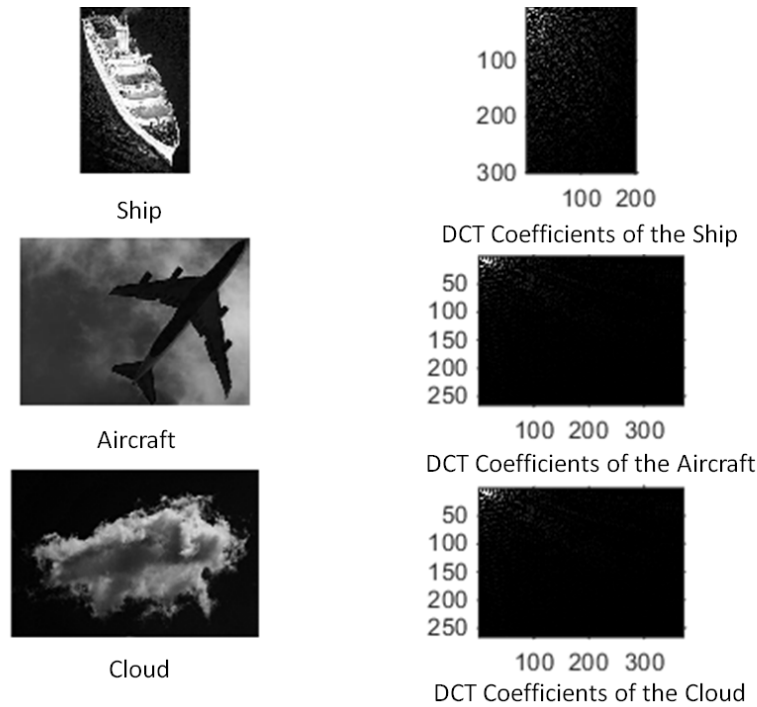 100
200
300
100 200
Ship
DCT Coefficients of the Ship
50
100
150
200
250
100 200 300
Aircraft
DCT Coefficients of the Aircraft
50
100
150
200
250
100 200 300
Cloud
DCT Coefficients of the Cloud